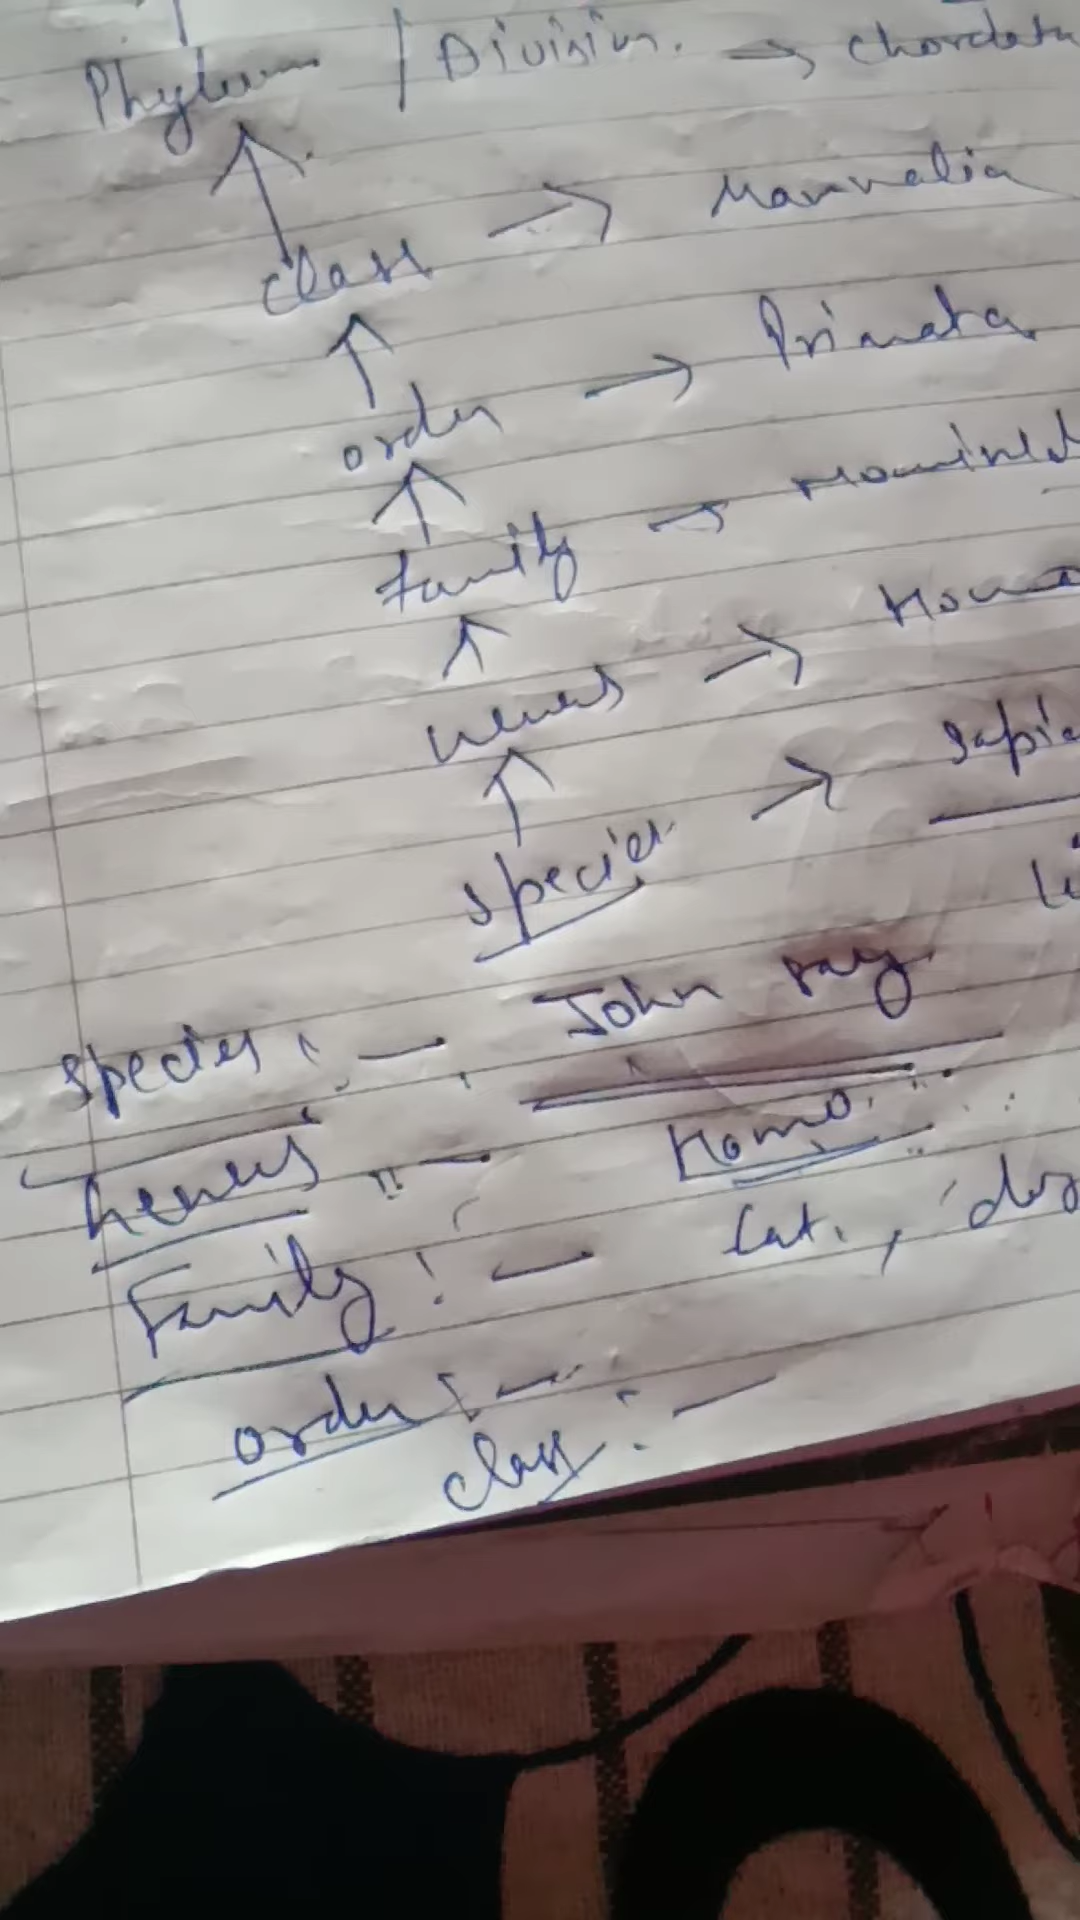 Phylum / Division. → Chordata
class → Mammalia
order → Primata
family →
Genus → Homo
species →
species :- John Ray
Genus :- Homo.
Family :- Cat. , dog
order :-
class :-